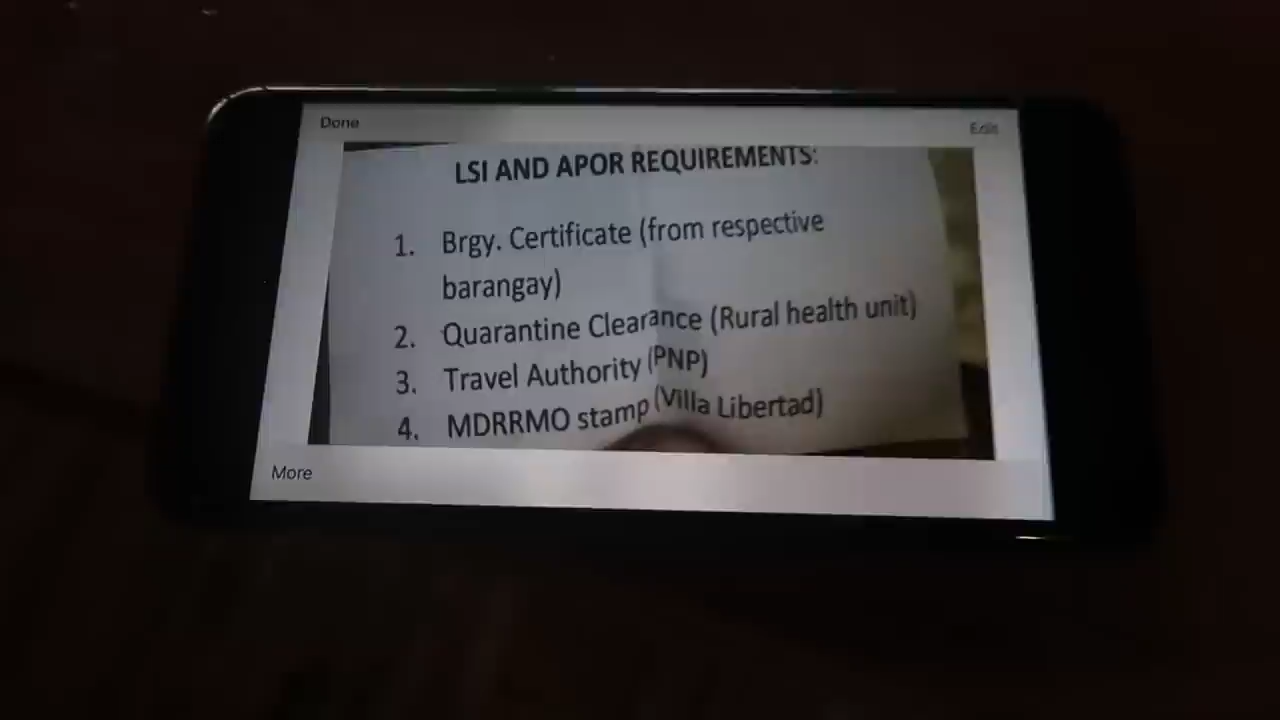 Done
Edit
LSI AND APOR REQUIREMENTS:
1. Brgy. Certificate (from respective
barangay)
2. Quarantine Clearance (Rural health unit)
3. Travel Authority (PNP)
4. MDRRMO stamp (Villa Libertad)
More